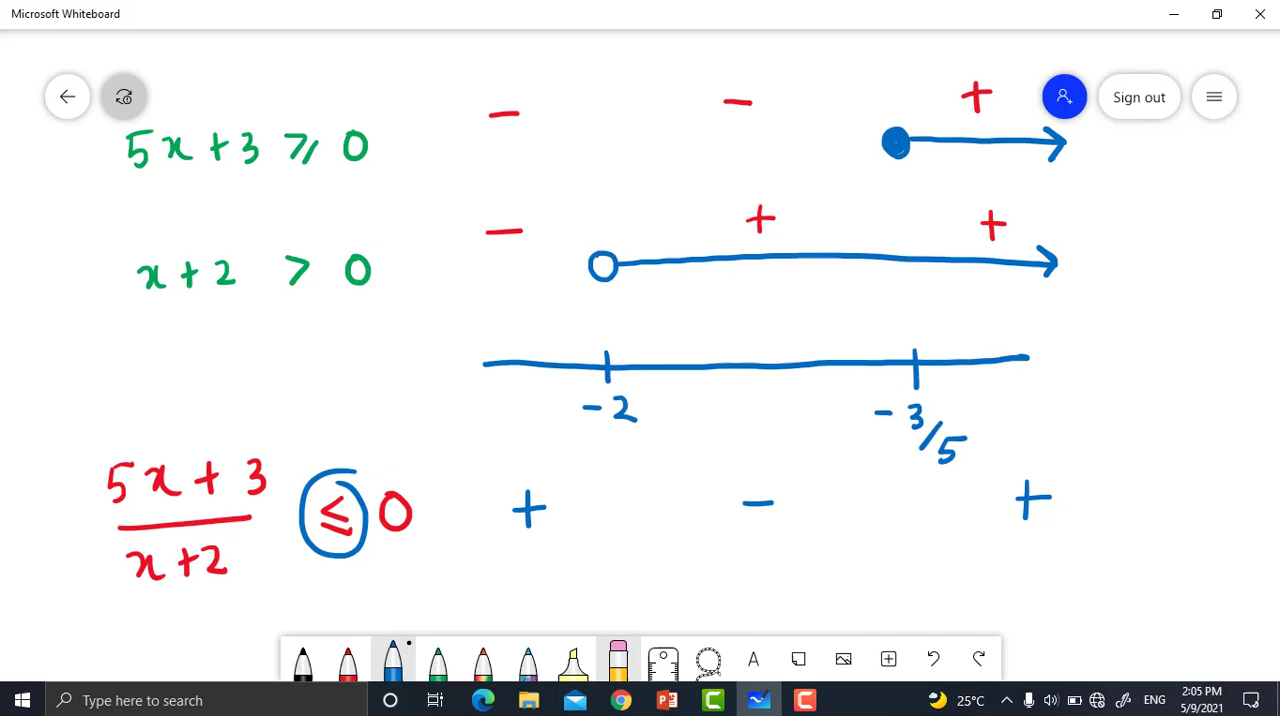 Microsoft Whiteboard
Sign out
− − +
5x + 3 ⩾ 0
− + +
x + 2 > 0
-2 -3/5
5x + 3
x + 2
≤ 0 + − +
A
Type here to search
25°C
ENG
2:05 PM
5/9/2021